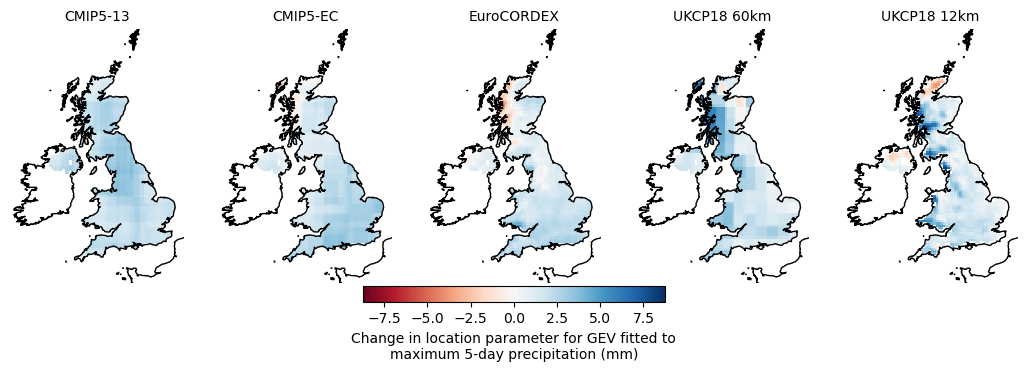 CMIP5-13 CMIP5-EC EuroCORDEX UKCP18 60km UKCP18 12km
−7.5 −5.0 −2.5 0.0 2.5 5.0 7.5
Change in location parameter for GEV fitted to
maximum 5-day precipitation (mm)